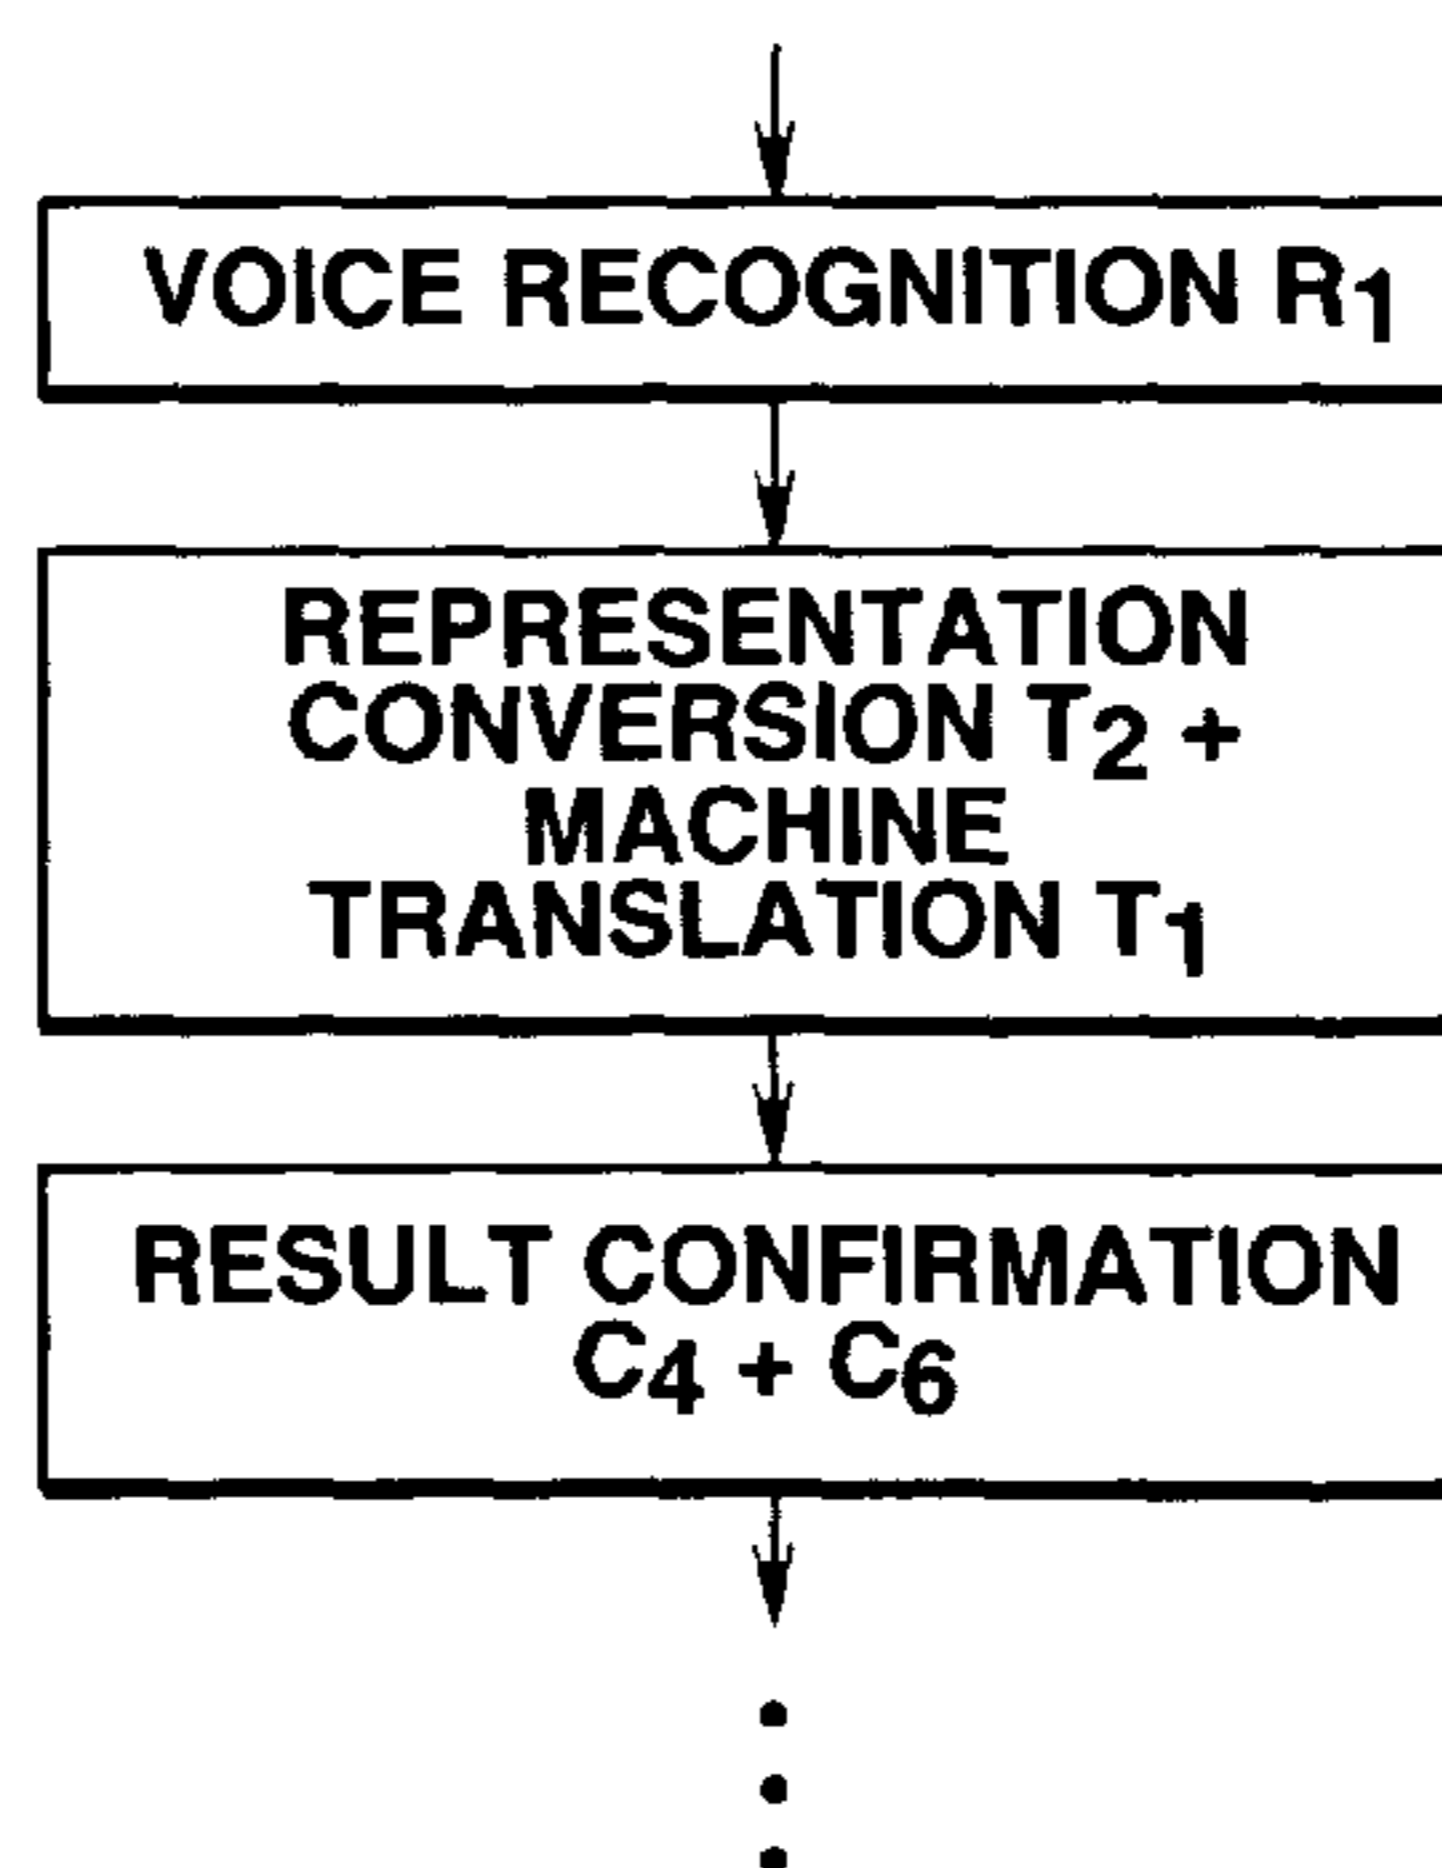 VOICE RECOGNITION R1
REPRESENTATION
CONVERSION T2 +
MACHINE
TRANSLATION T1
RESULT CONFIRMATION
C4 + C6